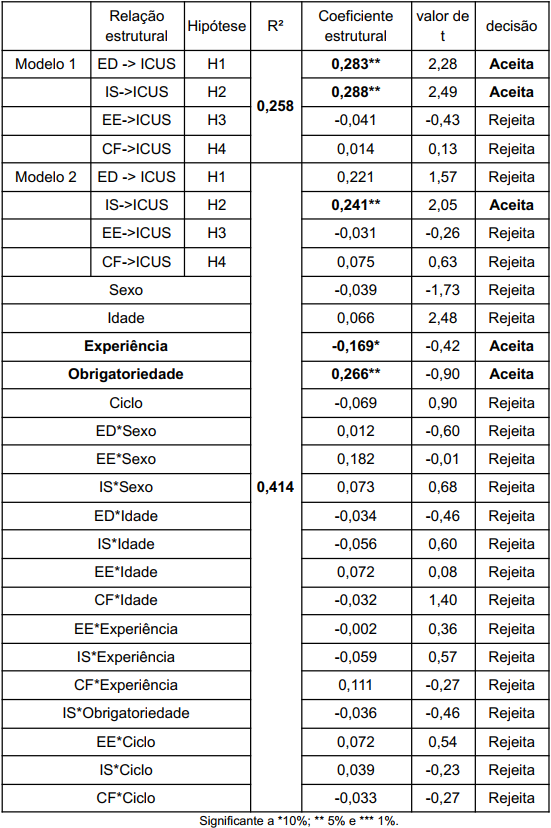 Relação estrutural Hipótese R² Coeficiente estrutural valor de t decisão
Modelo 1 ED -> ICUS H1 0,258 0,283** 2,28 Aceita
IS->ICUS H2 0,288** 2,49 Aceita
EE->ICUS H3 -0,041 -0,43 Rejeita
CF->ICUS H4 0,014 0,13 Rejeita
Modelo 2 ED -> ICUS H1 0,414 0,221 1,57 Rejeita
IS->ICUS H2 0,241** 2,05 Aceita
EE->ICUS H3 -0,031 -0,26 Rejeita
CF->ICUS H4 0,075 0,63 Rejeita
Sexo -0,039 -1,73 Rejeita
Idade 0,066 2,48 Rejeita
Experiência -0,169* -0,42 Aceita
Obrigatoriedade 0,266** -0,90 Aceita
Ciclo -0,069 0,90 Rejeita
ED*Sexo 0,012 -0,60 Rejeita
EE*Sexo 0,182 -0,01 Rejeita
IS*Sexo 0,073 0,68 Rejeita
ED*Idade -0,034 -0,46 Rejeita
IS*Idade -0,056 0,60 Rejeita
EE*Idade 0,072 0,08 Rejeita
CF*Idade -0,032 1,40 Rejeita
EE*Experiência -0,002 0,36 Rejeita
IS*Experiência -0,059 0,57 Rejeita
CF*Experiência 0,111 -0,27 Rejeita
IS*Obrigatoriedade -0,036 -0,46 Rejeita
EE*Ciclo 0,072 0,54 Rejeita
IS*Ciclo 0,039 -0,23 Rejeita
CF*Ciclo -0,033 -0,27 Rejeita
Significante a *10%; ** 5% e *** 1%.